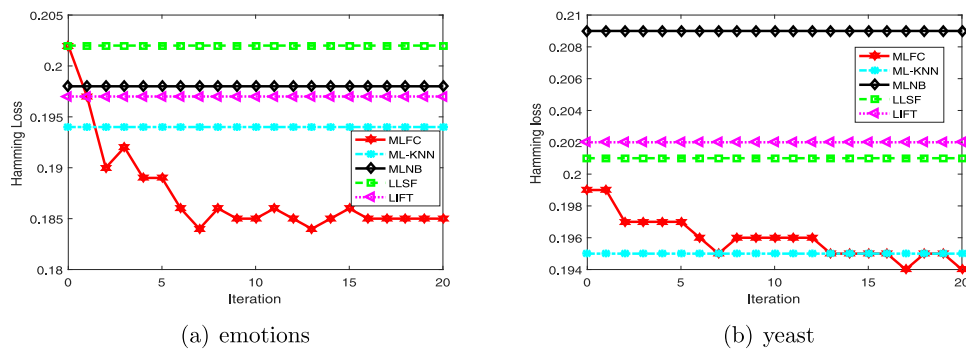 0.205
0.2
0.195
0.19
0.185
0.18
Hamming Loss
0
5
10
15
20
Iteration
MLFC
ML-KNN
MLNB
LLSF
LIFT
(a) emotions
0.21
0.208
0.206
0.204
0.202
0.2
0.198
0.196
0.194
Hamming loss
0
5
10
15
20
Iteration
MLFC
ML-KNN
MLNB
LLSF
LIFT
(b) yeast